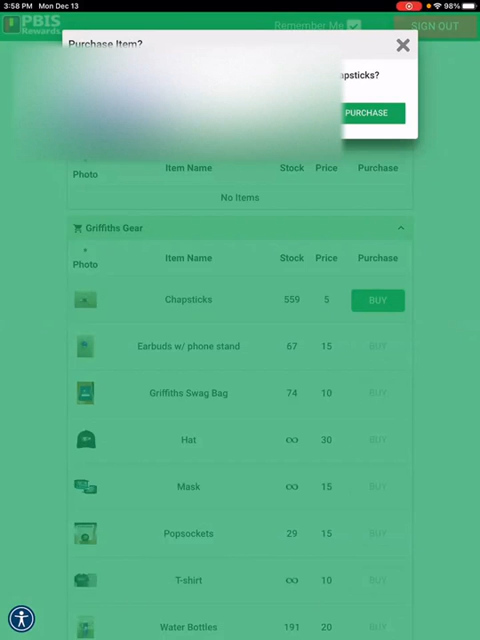 3:58 PM Mon Dec 13
98%
PBIS
Rewards
Remember Me
SIGN OUT
Purchase Item?
apsticks?
PURCHASE
Photo Item Name Stock Price Purchase
No Items
Griffiths Gear
Photo Item Name Stock Price Purchase
Chapsticks 559 5 BUY
Earbuds w/ phone stand 67 15 BUY
Griffiths Swag Bag 74 10 BUY
Hat ∞ 30 BUY
Mask ∞ 15 BUY
Popsockets 29 15 BUY
T-shirt ∞ 10 BUY
Water Bottles 191 20 BUY